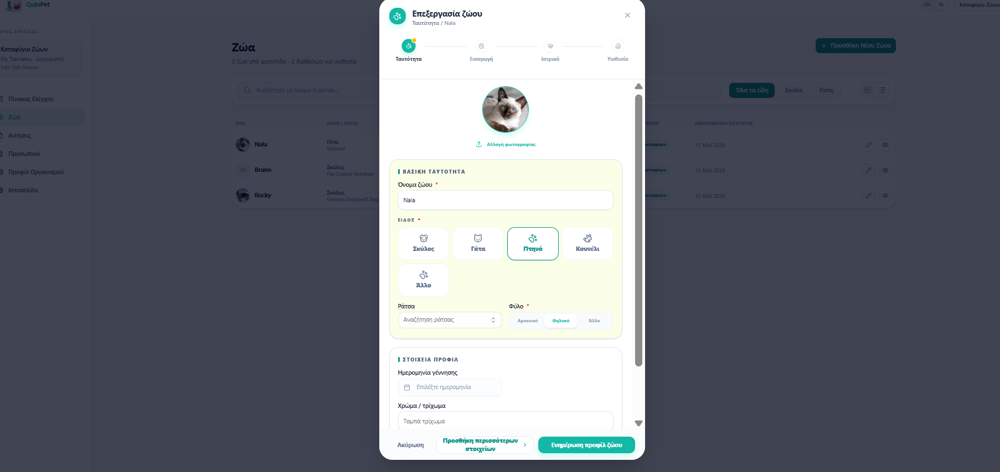 QubiPet
EN EL Καταφύγιο Ζώων
ΩΡΟΣ ΕΡΓΑΣΙΑΣ
Καταφύγιο Ζώων
Elly Tzannatou - Διαχειριστής
Safe Tails Rescue
Πίνακας Ελέγχου
Ζώα
Αιτήσεις
Προσωπικό
Προφίλ Οργανισμού
Ιστοσελίδα
Ζώα
3 ζώα υπό φροντίδα - 2 διαθέσιμα για υιοθεσία
Προσθήκη Νέου Ζώου
Αναζήτηση με όνομα ή ράτσα...
Όλα τα είδη Σκύλοι Γάτες
ΖΩΟ ΕΙΔΟΣ / ΡΑΤΣΑ ΘΕΣΙΑ ΗΜΕΡΟΜΗΝΙΑ ΕΙΣΑΓΩΓΗΣ
Nala Γάτα
Siamese
καταφύγιο 15 Μαΐ 2026
BR Bruno Σκύλος
Flat Coated Retriever
καταφύγιο 15 Μαΐ 2026
Rocky Σκύλος
German Shepherd Dog
καταφύγιο 15 Μαΐ 2026
Επεξεργασία ζώου
Ταυτότητα / Nala
Ταυτότητα Εισαγωγή Ιατρικά Υιοθεσία
Αλλαγή φωτογραφίας
ΒΑΣΙΚΗ ΤΑΥΤΟΤΗΤΑ
Όνομα ζώου *
Nala
ΕΙΔΟΣ *
Σκύλος Γάτα Πτηνό Κουνέλι
Άλλο
Ράτσα Φύλο *
Αναζήτηση ράτσας Αρσενικό Θηλυκό Άλλο
ΣΤΟΙΧΕΙΑ ΠΡΟΦΙΛ
Ημερομηνία γέννησης
Επιλέξτε ημερομηνία
Χρώμα / τρίχωμα
Ταμπά τρίχωμα
Ακύρωση
Προσθήκη περισσότερων
στοιχείων
Ενημέρωση προφίλ ζώου